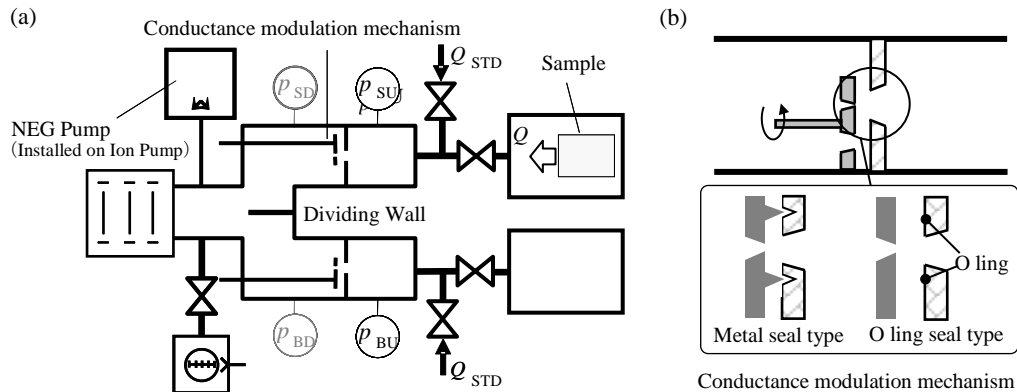 (a)
Conductance modulation mechanism
Q STD
Sample
p SD
p SUJ
Q
NEG Pump
(Installed on Ion Pump)
Dividing Wall
p BD
p BU
Q STD
(b)
O ling
Metal seal type
O ling seal type
Conductance modulation mechanism